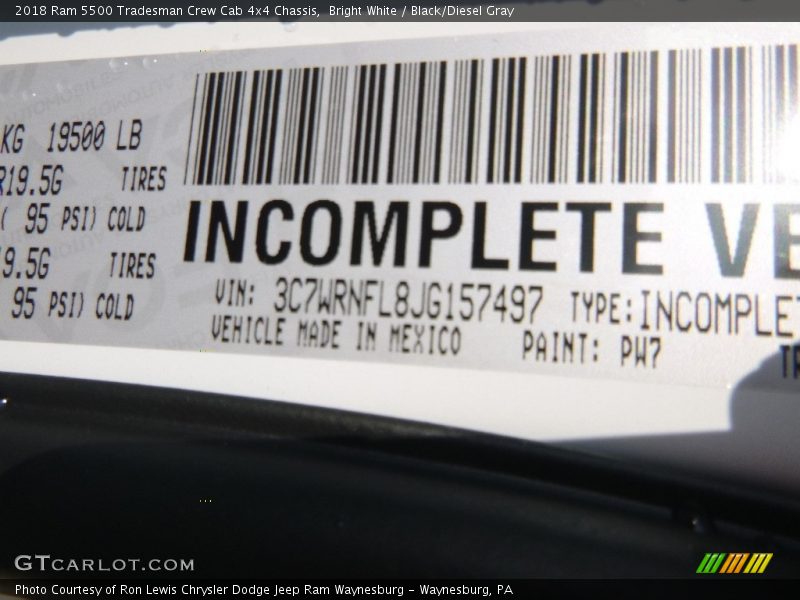 2018 Ram 5500 Tradesman Crew Cab 4x4 Chassis,  Bright White / Black/Diesel Gray
KG 19500 LB
R19.5G TIRES
( 95 PSI) COLD
9.5G TIRES
95 PSI) COLD
INCOMPLETE VE
VIN: 3C7WRNFL8JG157497 TYPE: INCOMPLET
VEHICLE MADE IN MEXICO PAINT: PW7
TR
GTCARLOT.COM
Photo Courtesy of Ron Lewis Chrysler Dodge Jeep Ram Waynesburg – Waynesburg, PA